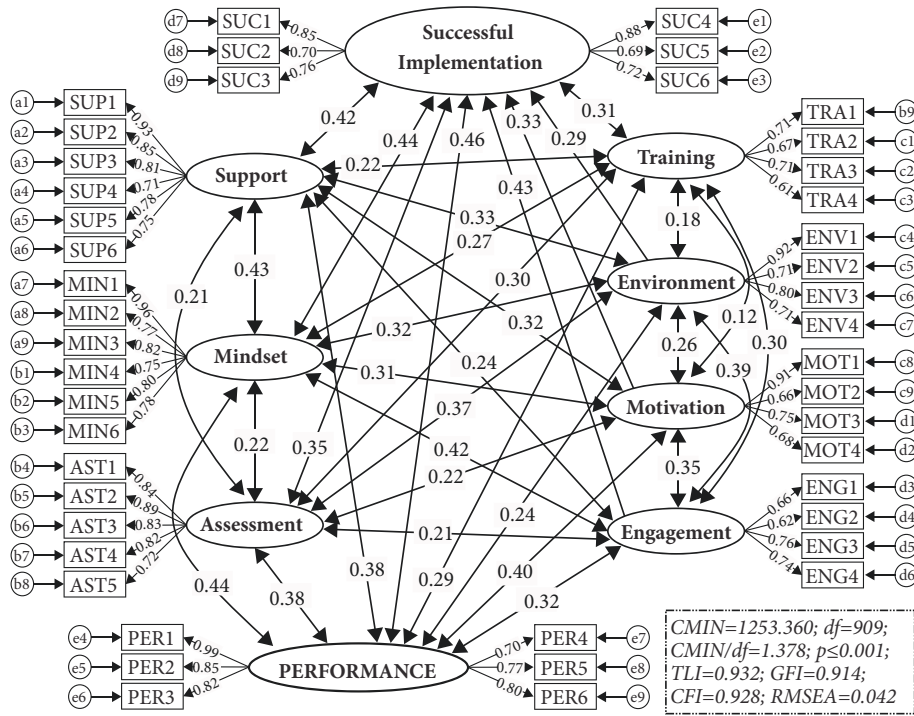 d7 SUC1 0.85
d8 SUC2 0.70
d9 SUC3 0.76
Successful
Implementation
0.88 SUC4 e1
0.69 SUC5 e2
0.72 SUC6 e3
a1 SUP1 0.93
a2 SUP2 0.85
a3 SUP3 0.81
a4 SUP4 0.71
a5 SUP5 0.78
a6 SUP6 0.75
Support
0.71 TRA1 b9
0.67 TRA2 c1
0.71 TRA3 c2
0.61 TRA4 c3
Training
0.42
0.44
0.46
0.33
0.29
0.31
0.22
0.43
0.33
0.27
0.18
0.43
0.21
0.30
a7 MIN1 0.96
a8 MIN2 0.77
a9 MIN3 0.82
b1 MIN4 0.75
b2 MIN5 0.80
b3 MIN6 0.78
Mindset
0.92 ENV1 c4
0.71 ENV2 c5
0.80 ENV3 c6
0.71 ENV4 c7
Environment
0.32
0.32
0.12
0.26
0.30
0.24
0.31
0.39
0.37
0.91 MOT1 c8
0.66 MOT2 c9
0.75 MOT3 d1
0.68 MOT4 d2
Motivation
0.22
0.35
0.42
0.22
0.35
b4 AST1 0.84
b5 AST2 0.89
b6 AST3 0.83
b7 AST4 0.82
b8 AST5 0.72
Assessment
0.66 ENG1 d3
0.62 ENG2 d4
0.76 ENG3 d5
0.74 ENG4 d6
Engagement
0.24
0.21
0.44
0.38
0.38
0.29
0.40
0.32
e4 PER1 0.99
e5 PER2 0.85
e6 PER3 0.82
PERFORMANCE
0.70 PER4 e7
0.77 PER5 e8
0.80 PER6 e9
CMIN=1253.360; df=909;
CMIN/df=1.378; p≤0.001;
TLI=0.932; GFI=0.914;
CFI=0.928; RMSEA=0.042